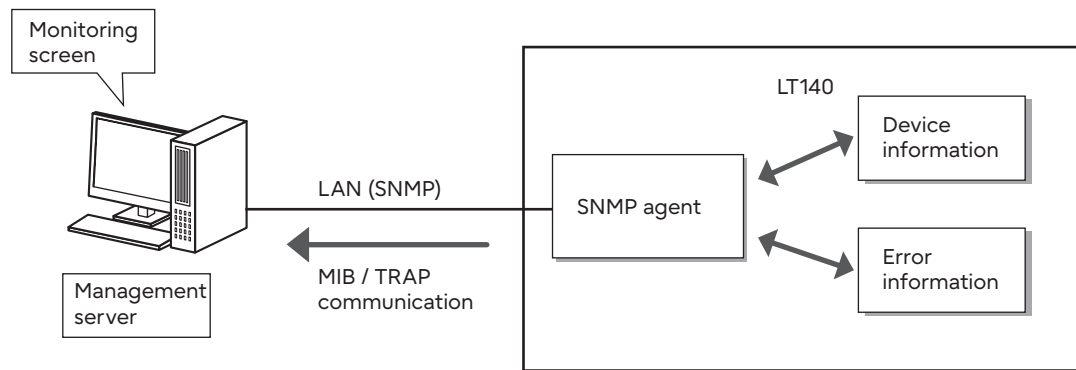 Monitoring
screen
LT140
Device
information
LAN (SNMP)
SNMP agent
MIB / TRAP
communication
Error
information
Management
server